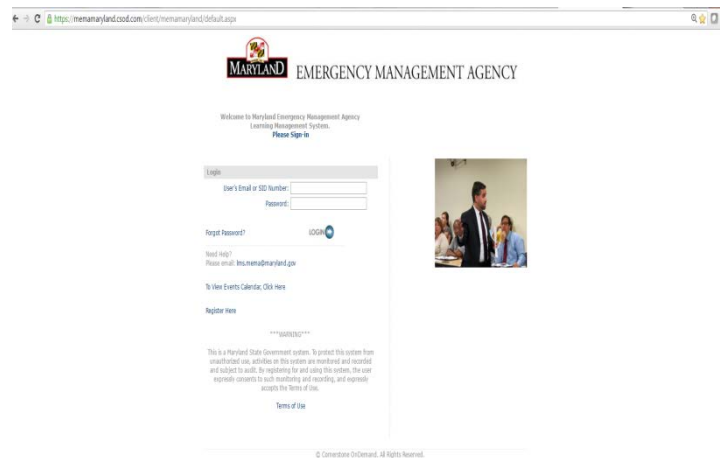 https://memamaryland.csod.com/client/memamaryland/default.aspx
MARYLAND EMERGENCY MANAGEMENT AGENCY
Welcome to Maryland Emergency Management Agency
Learning Management System.
Please Sign-in
Login
User's Email or SID Number:
Password:
Forgot Password?
LOGIN
Need Help?
Please email: lms.mema@maryland.gov
To View Events Calendar, Click Here
Register Here
***WARNING***
This is a Maryland State Government system. To protect this system from
unauthorized use, activities on this system are monitored and recorded
and subject to audit. By registering for and using this system, the user
expressly consents to such monitoring and recording, and expressly
accepts the Terms of Use.
Terms of Use
© Cornerstone OnDemand. All Rights Reserved.